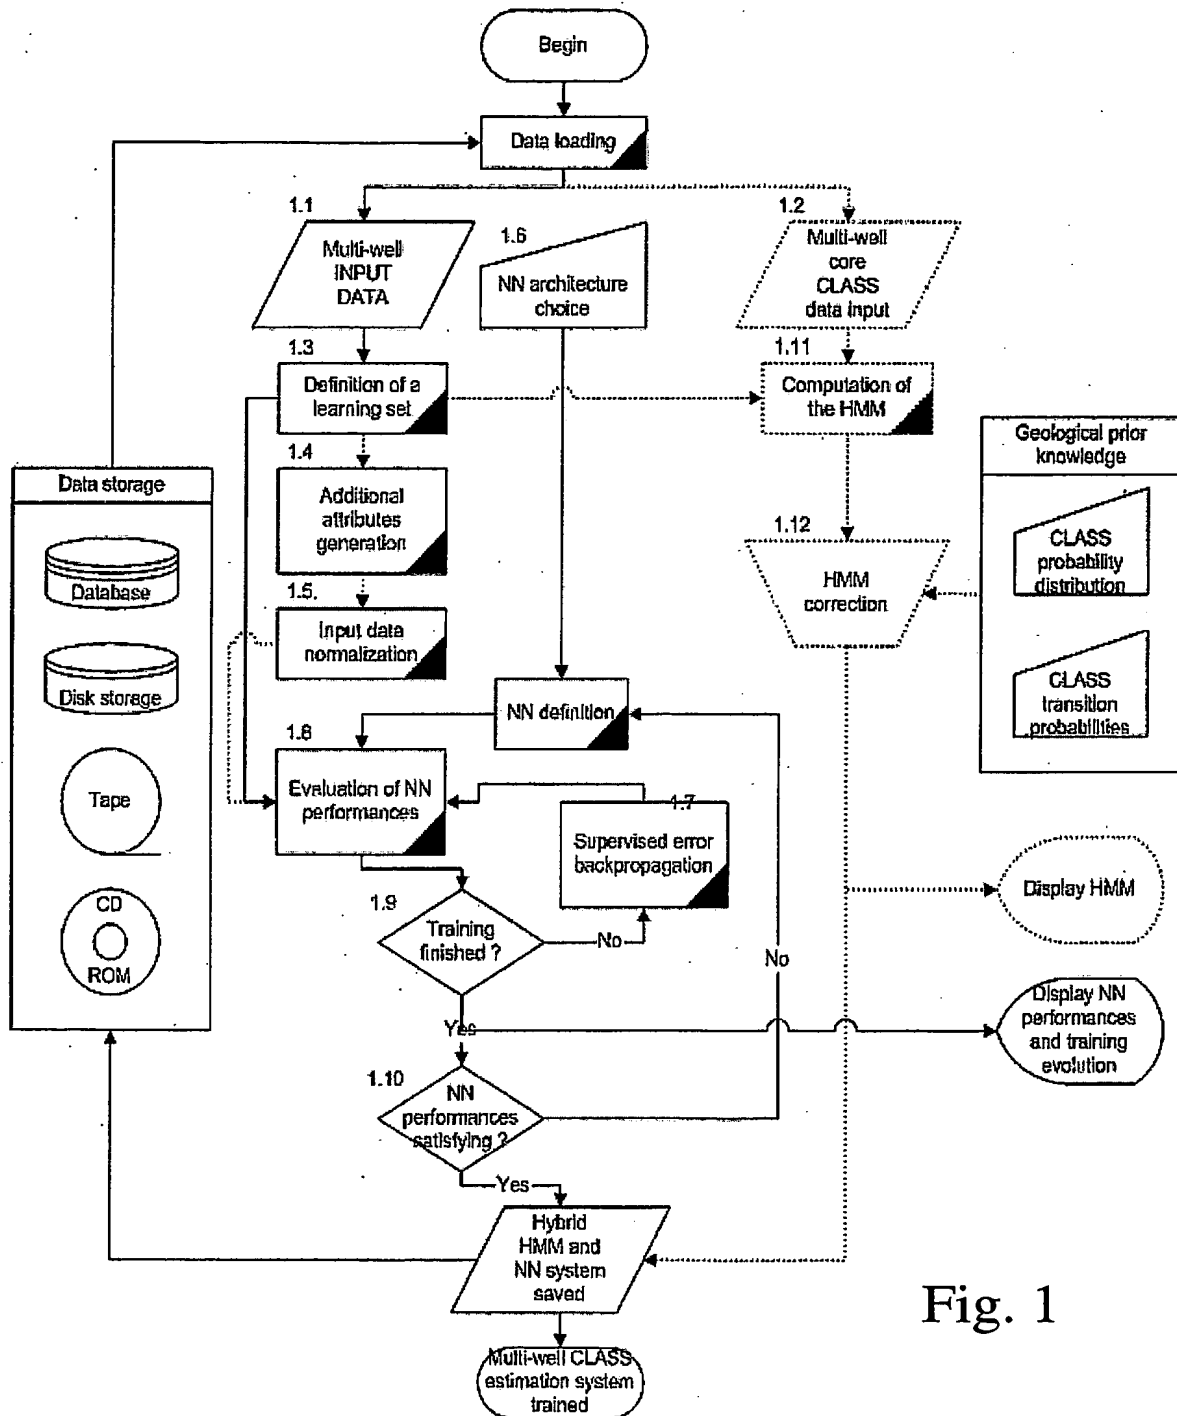 Begin
Data loading
1.1
Multi-well
INPUT
DATA
1.6
NN architecture
choice
1.2
Multi-well
core
CLASS
data input
1.3
Definition of a
learning set
1.11
Computation of
the HMM
Geological prior
knowledge
CLASS
probability
distribution
CLASS
transition
probabilities
1.4
Additional
attributes
generation
1.12
HMM
correction
Data storage
Database
Disk storage
Tape
CD
ROM
1.5.
Input data
normalization
NN definition
1.8
Evaluation of NN
performances
1.7
Supervised error
backpropagation
1.9
Training
finished ?
No
No
Display HMM
Yes
Display NN
performances
and training
evolution
1.10
NN
performances
satisfying ?
Yes
Hybrid
HMM and
NN system
saved
Multi-well CLASS
estimation system
trained
Fig. 1